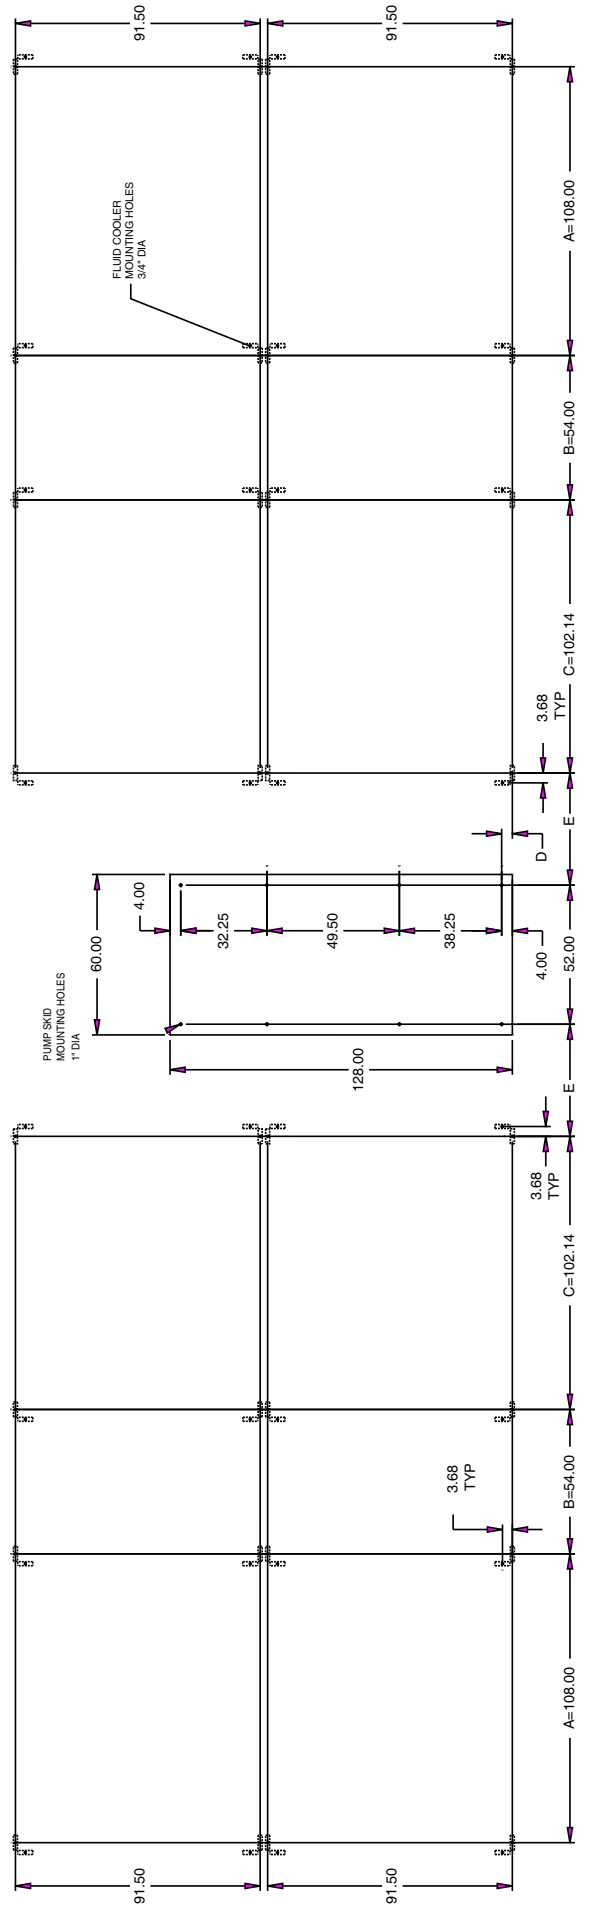 91.50
91.50
FLUID COOLER
MOUNTING HOLES
3/4" DIA
A=108.00
B=54.00
C=102.14
3.68
TYP
E
D
PUMP SKID
MOUNTING HOLES
1" DIA
60.00
4.00
32.25
49.50
38.25
4.00
52.00
128.00
E
3.68
TYP
C=102.14
3.68
TYP
B=54.00
A=108.00
91.50
91.50